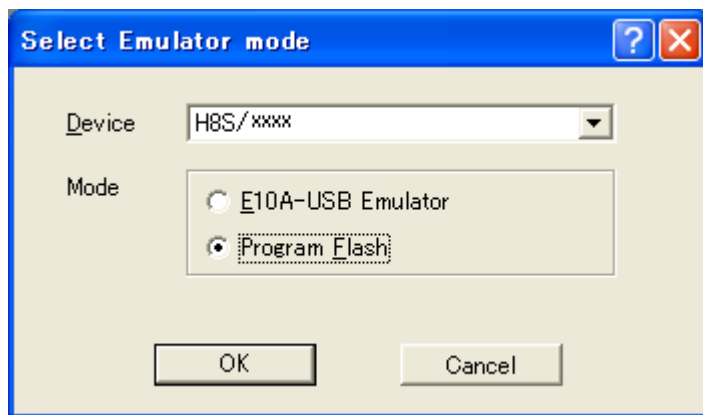 Select Emulator mode
Device H8S/xxxx
Mode
E10A-USB Emulator
Program Flash
OK Cancel